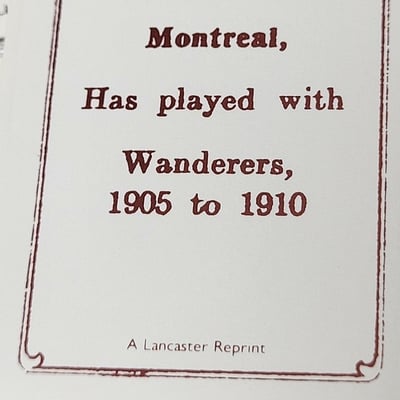 Montreal,
Has played with
Wanderers,
1905 to 1910
A Lancaster Reprint